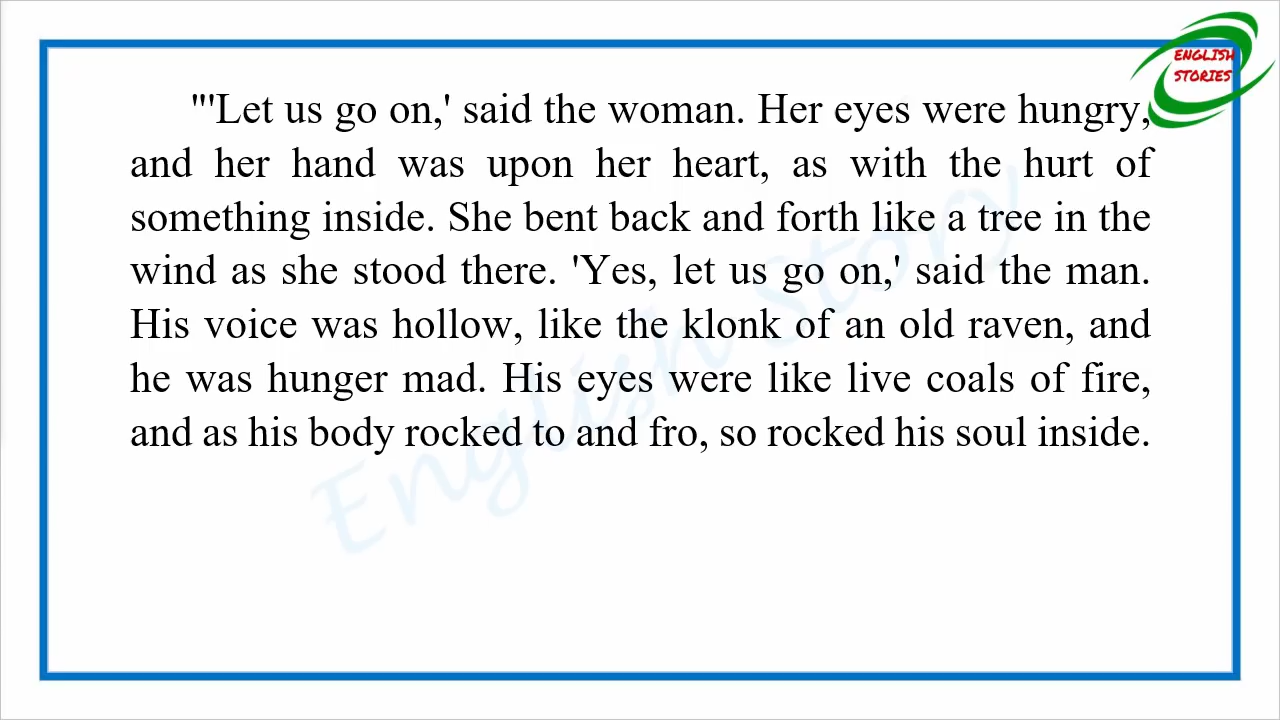 ENGLISH
STORIES
"'Let us go on,' said the woman. Her eyes were hungry,
and her hand was upon her heart, as with the hurt of
something inside. She bent back and forth like a tree in the
wind as she stood there. 'Yes, let us go on,' said the man.
His voice was hollow, like the klonk of an old raven, and
he was hunger mad. His eyes were like live coals of fire,
and as his body rocked to and fro, so rocked his soul inside.
English Story